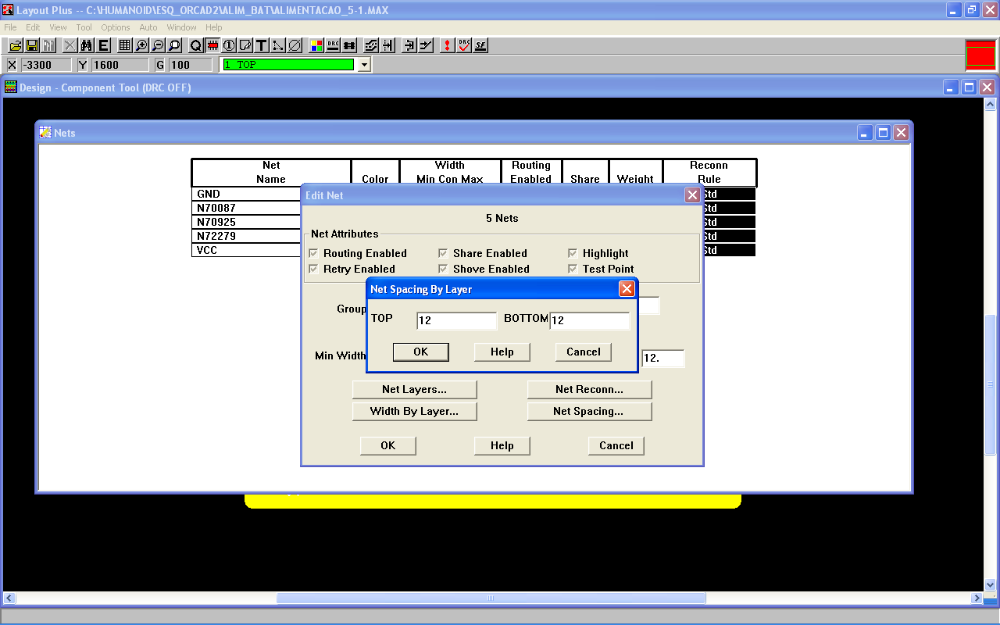 Layout Plus -- C:\HUMANOID\ESQ_ORCAD2\ALIM_BAT\ALIMENTACAO_5-1.MAX
File Edit View Tool Options Auto Window Help
X -3300 Y 1600 G 100 1 TOP
Design - Component Tool (DRC OFF)
Nets
Net Name Color Width Min Con Max Routing Enabled Share Weight Reconn Rule
GND Std
N70087 Std
N70925 Std
N72279 Std
VCC Std
Edit Net
5 Nets
Net Attributes
Routing Enabled Share Enabled Highlight
Retry Enabled Shove Enabled Test Point
Group
Net Spacing By Layer
TOP 12 BOTTOM 12
OK Help Cancel
Min Width 12.
Net Layers... Net Reconn...
Width By Layer... Net Spacing...
OK Help Cancel